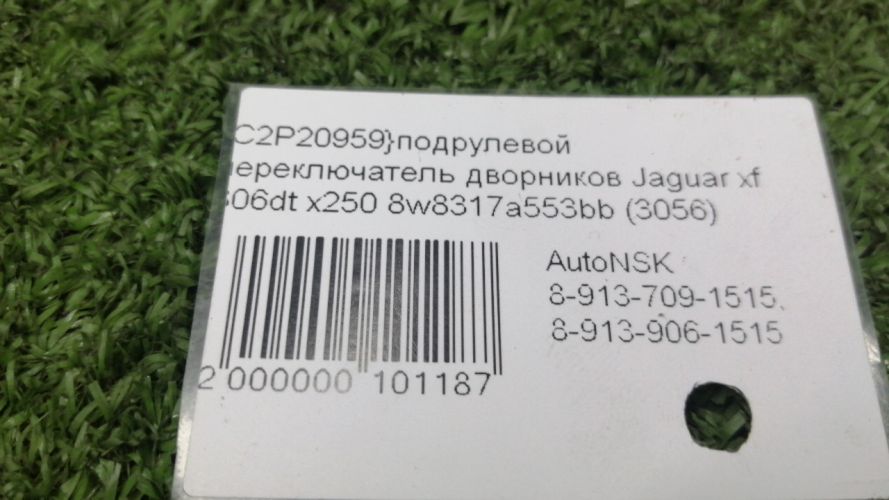 C2P20959}подрулевой
переключатель дворников Jaguar xf
306dt x250 8w8317a553bb (3056)
AutoNSK
8-913-709-1515,
8-913-906-1515
2 000000 101187